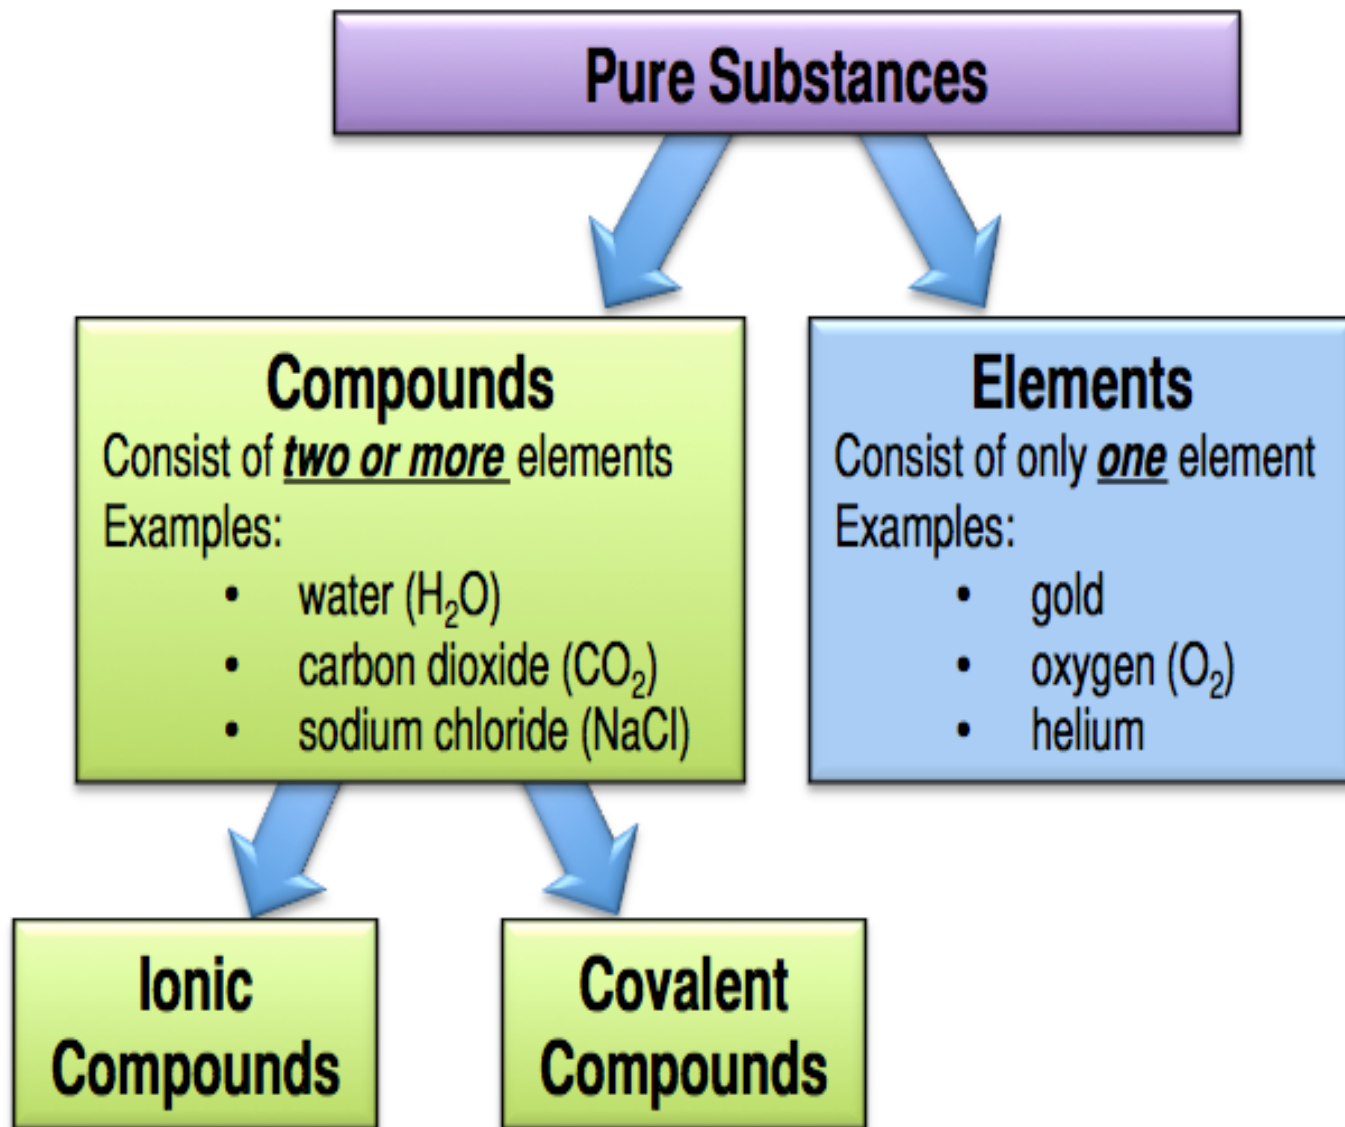 Pure Substances
Compounds
Consist of two or more elements
Examples:
• water (H₂O)
• carbon dioxide (CO₂)
• sodium chloride (NaCl)
Elements
Consist of only one element
Examples:
• gold
• oxygen (O₂)
• helium
Ionic
Compounds
Covalent
Compounds